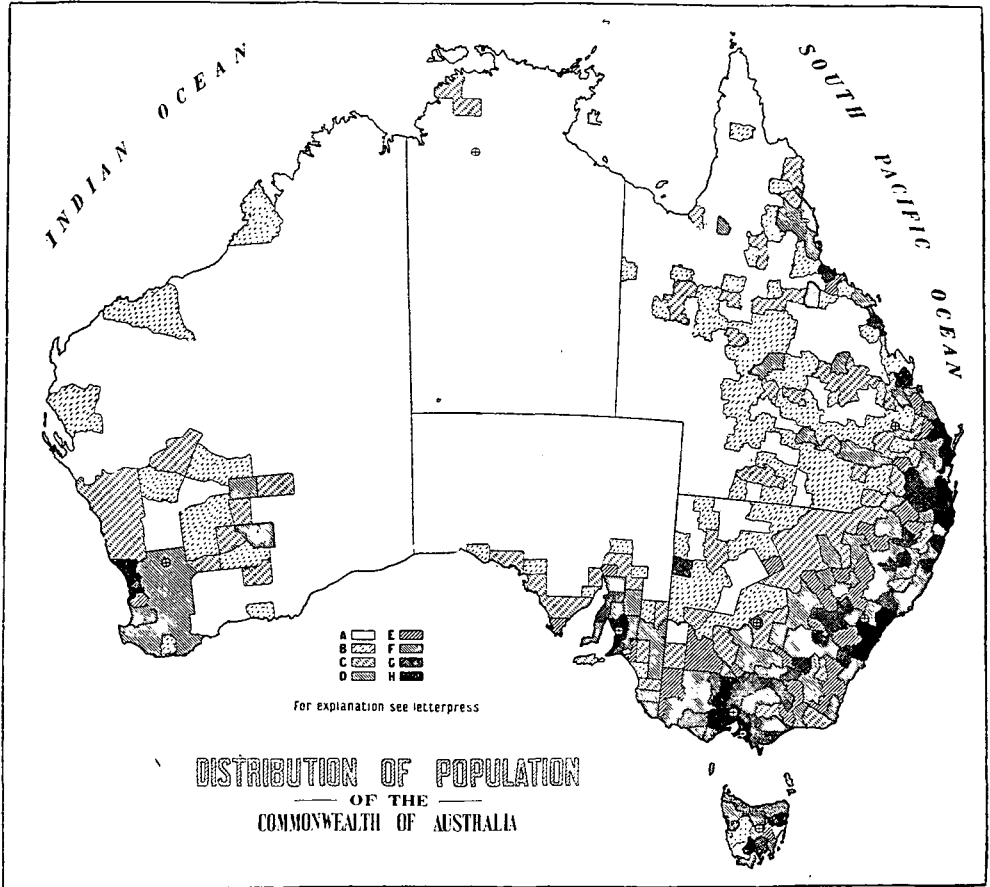 INDIAN OCEAN
SOUTH PACIFIC OCEAN
A E
B F
C G
D H
For explanation see letterpress
DISTRIBUTION OF POPULATION
OF THE
COMMONWEALTH OF AUSTRALIA